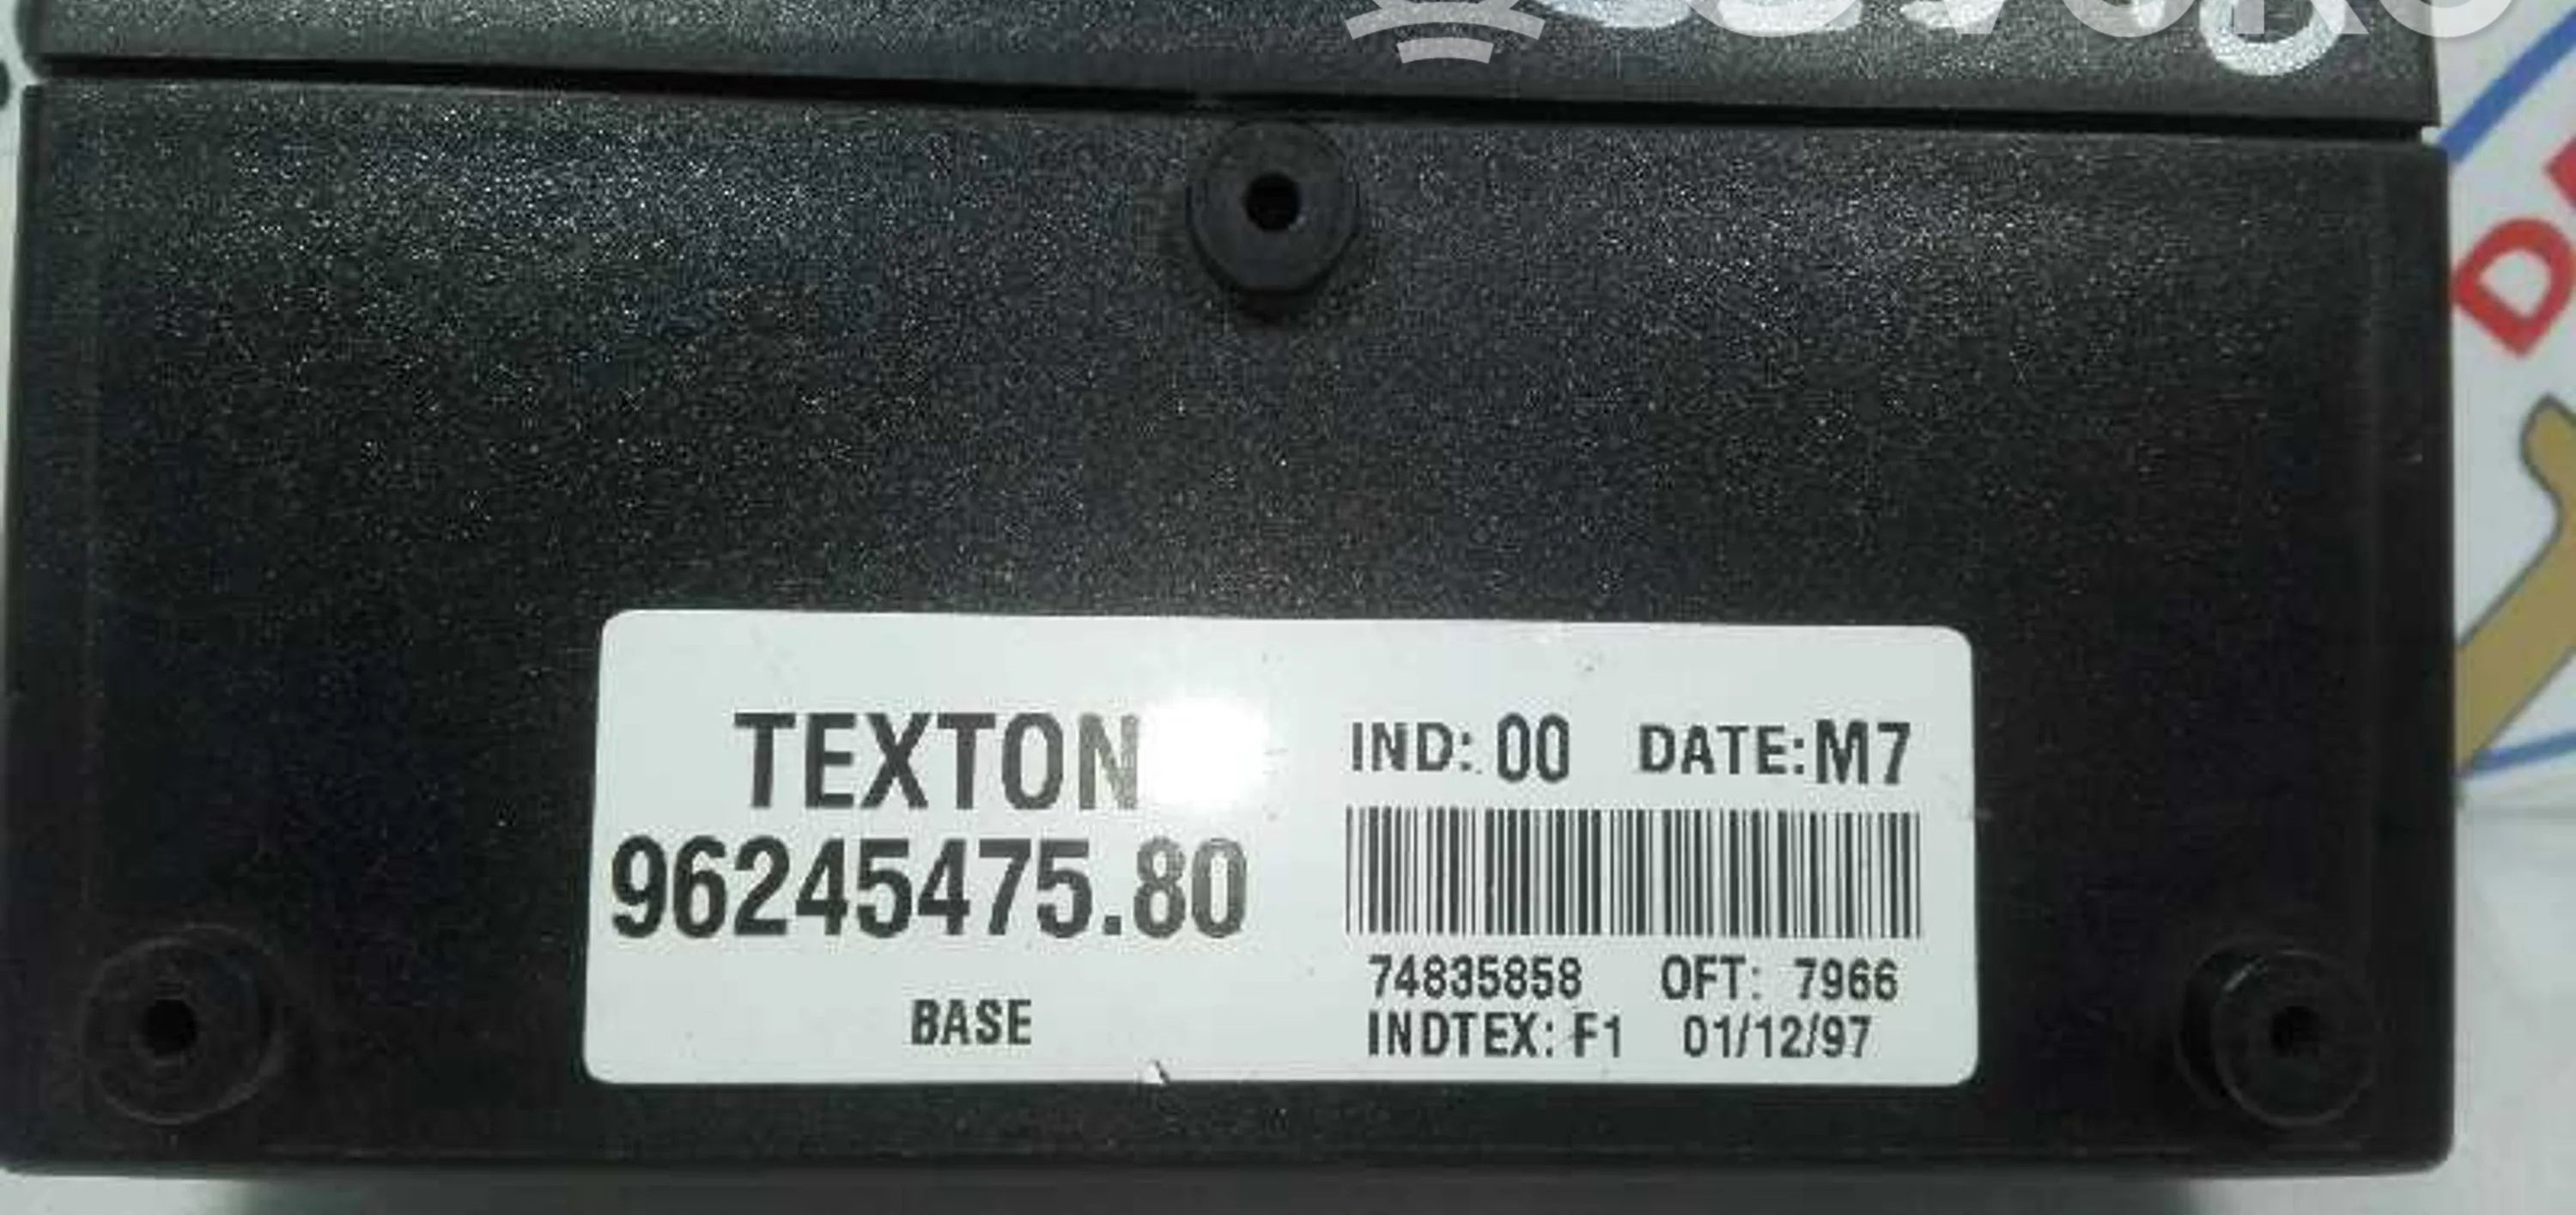 TEXTON
96245475.80
BASE
IND: 00 DATE: M7
74835858 OFT: 7966
INDTEX: F1 01/12/97